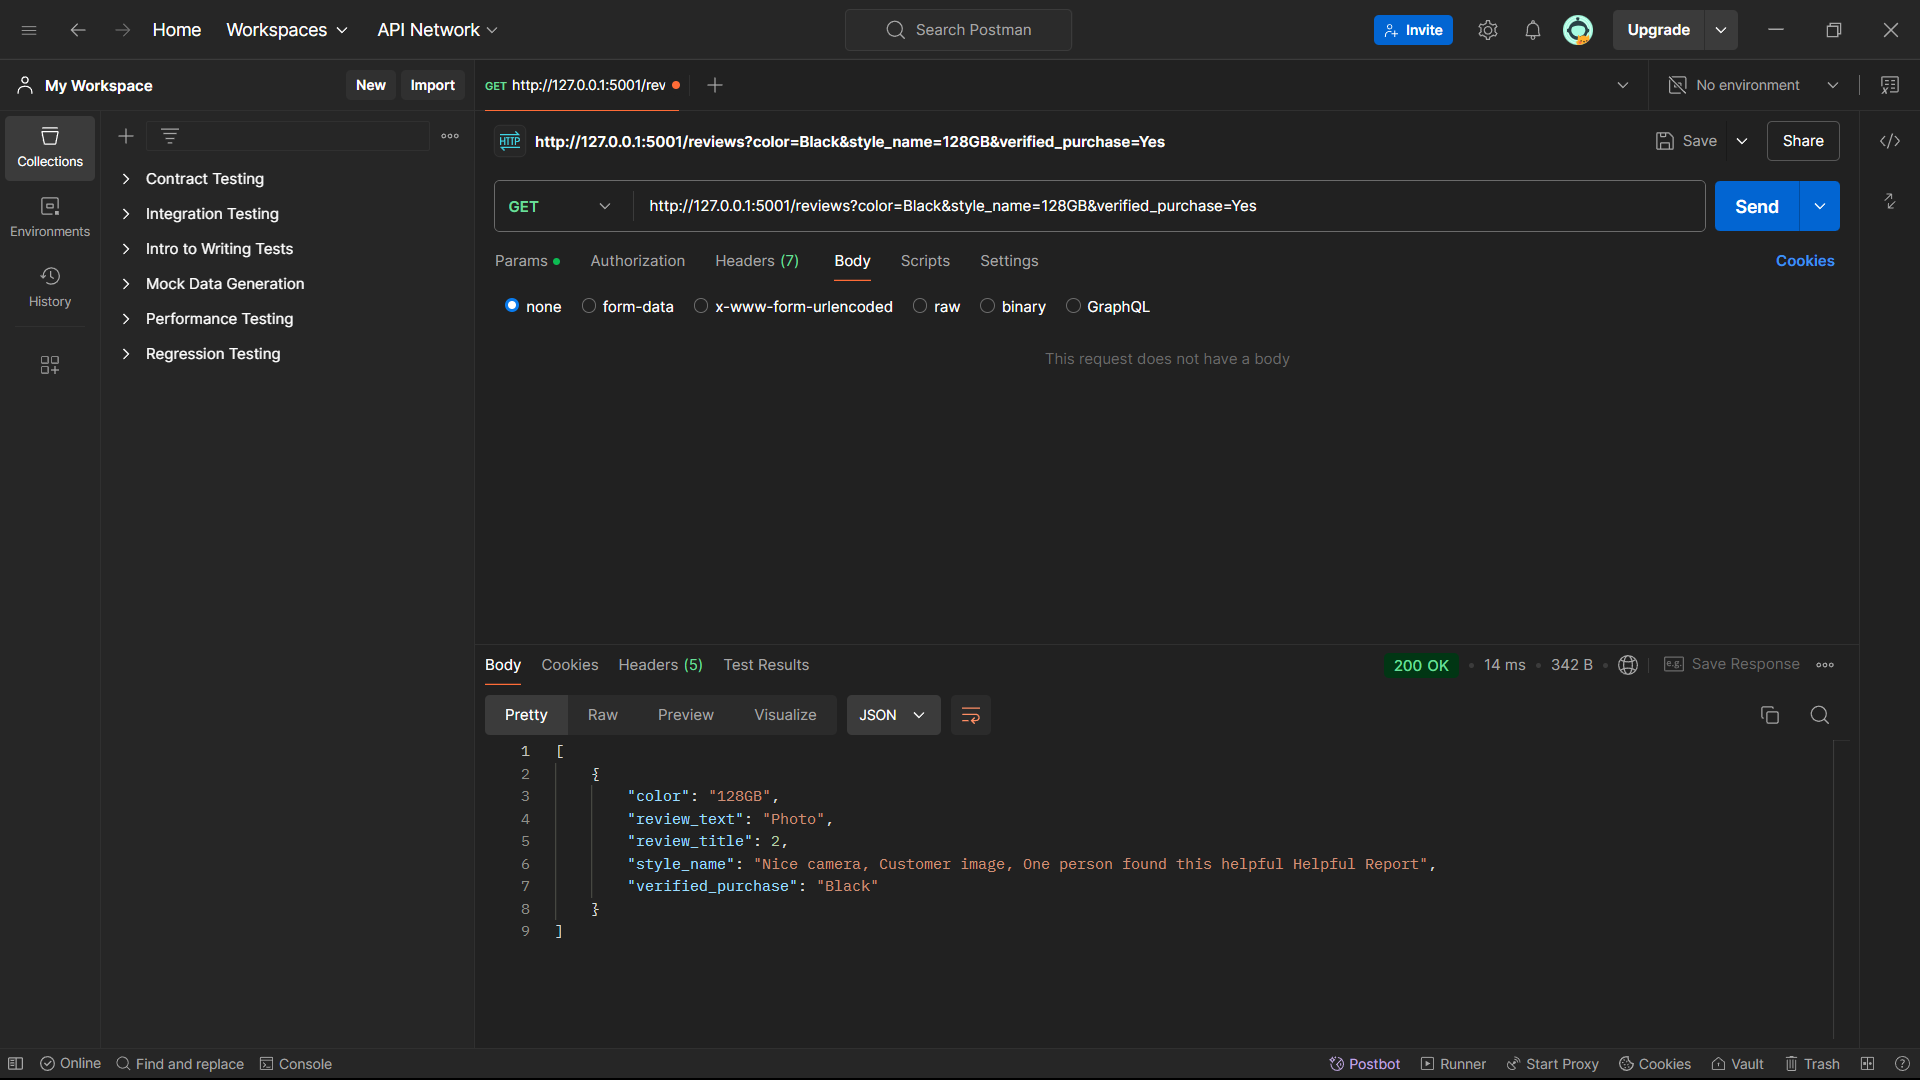 Home Workspaces API Network Search Postman Invite Upgrade
My Workspace New Import GET http://127.0.0.1:5001/rev No environment
Collections
Environments
History
Contract Testing
Integration Testing
Intro to Writing Tests
Mock Data Generation
Performance Testing
Regression Testing
HTTP http://127.0.0.1:5001/reviews?color=Black&style_name=128GB&verified_purchase=Yes Save Share
GET http://127.0.0.1:5001/reviews?color=Black&style_name=128GB&verified_purchase=Yes Send
Params Authorization Headers (7) Body Scripts Settings Cookies
none form-data x-www-form-urlencoded raw binary GraphQL
This request does not have a body
Body Cookies Headers (5) Test Results 200 OK 14 ms 342 B e.g. Save Response
Pretty Raw Preview Visualize JSON
1 [
2 {
3 "color": "128GB",
4 "review_text": "Photo",
5 "review_title": 2,
6 "style_name": "Nice camera, Customer image, One person found this helpful Helpful Report",
7 "verified_purchase": "Black"
8 }
9 ]
Online Find and replace Console Postbot Runner Start Proxy Cookies Vault Trash